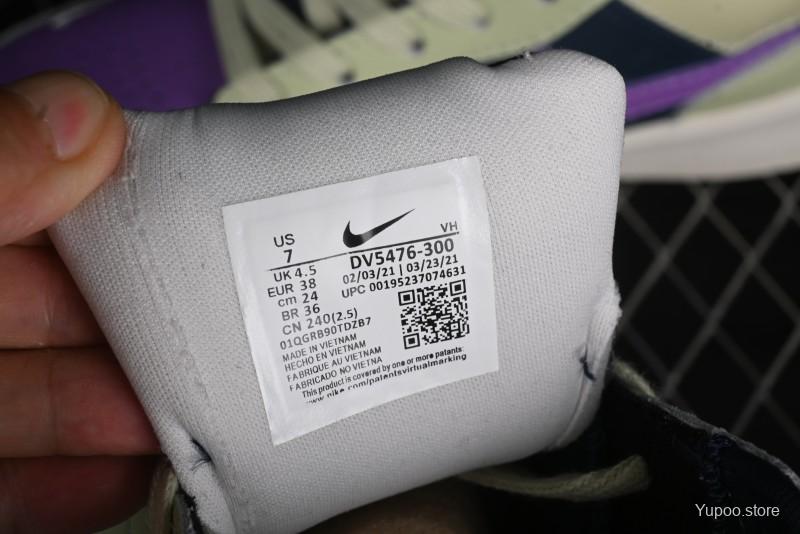 US
7
VH
UK 4.5
EUR 38
cm 24
BR 36
CN 240(2.5)
DV5476-300
02/03/21 | 03/23/21
UPC 00195237074631
01QGRB90TDZB7
MADE IN VIETNAM
HECHO EN VIETNAM
FABRIQUE AU VIETNAM
FABRICADO NO VIETNA
This product is covered by one or more patents:
www.nike.com/patentsvirtualmarking
Yupoo.store